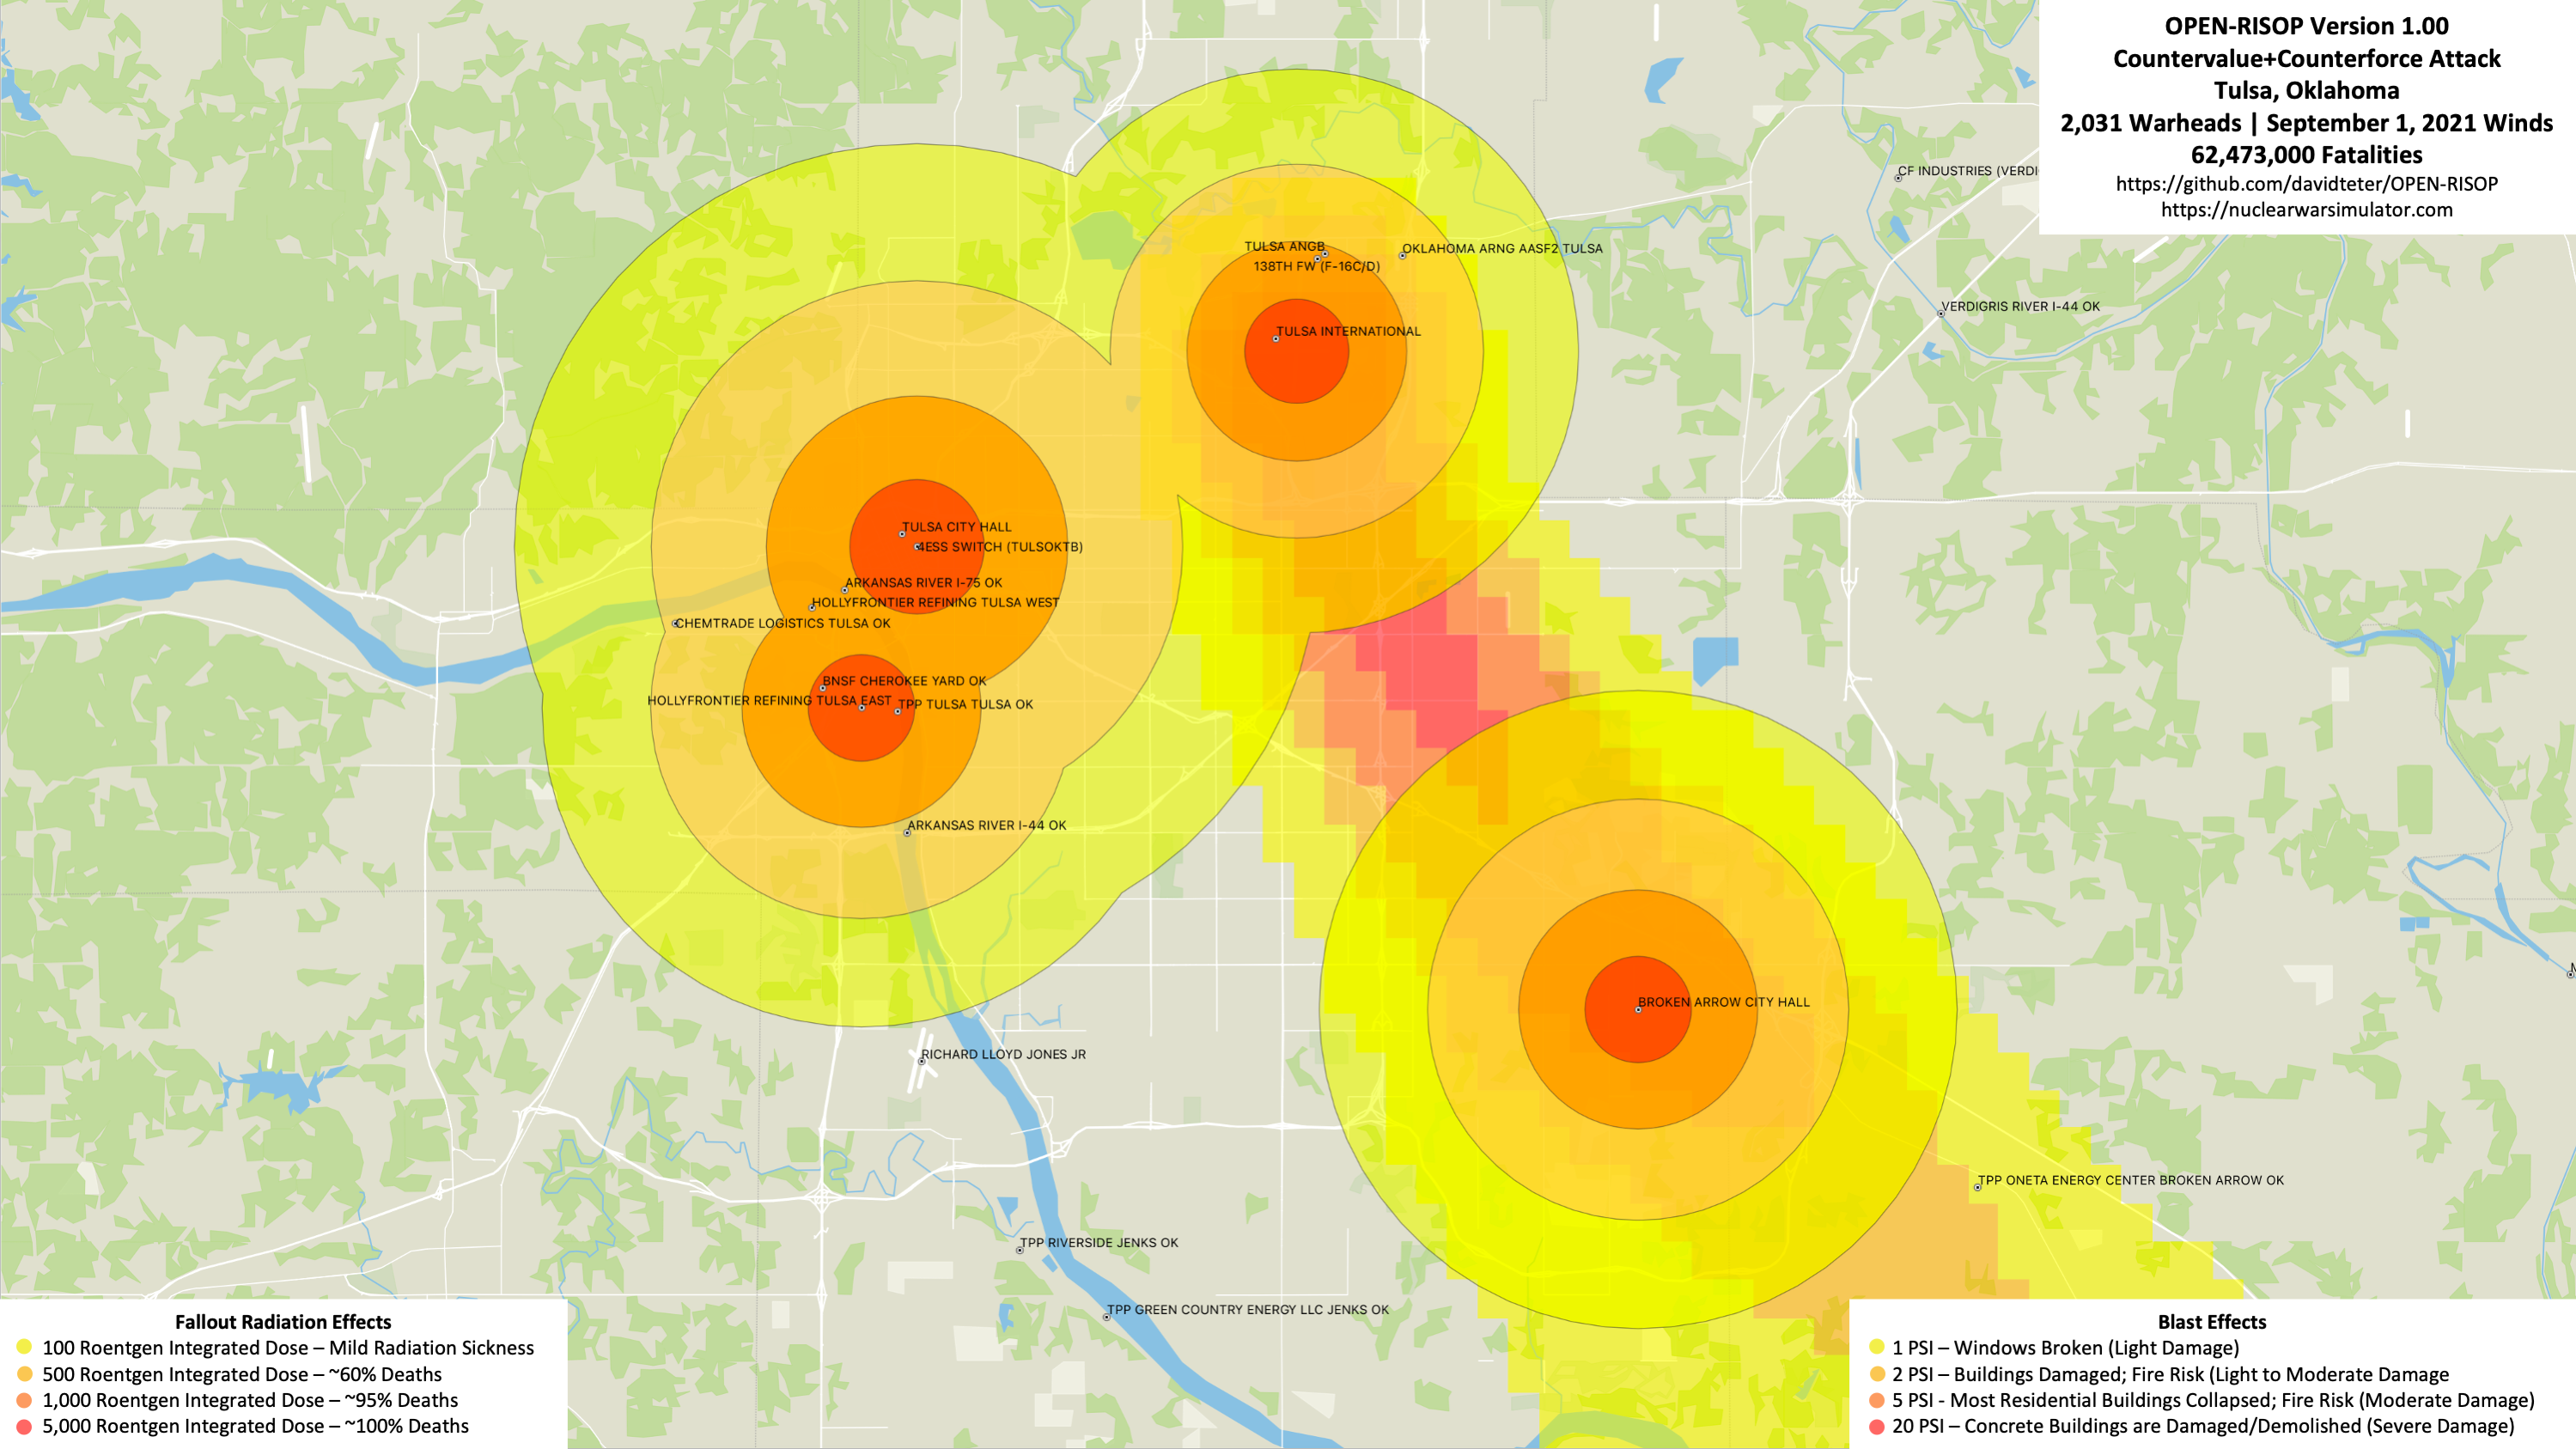 OPEN-RISOP Version 1.00
Countervalue+Counterforce Attack
Tulsa, Oklahoma
2,031 Warheads | September 1, 2021 Winds
62,473,000 Fatalities
https://github.com/davidteter/OPEN-RISOP
https://nuclearwarsimulator.com
CF INDUSTRIES (VERDI
TULSA ANGB
OKLAHOMA ARNG AASF2 TULSA
138TH FW (F-16C/D)
VERDIGRIS RIVER I-44 OK
TULSA INTERNATIONAL
TULSA CITY HALL
4ESS SWITCH (TULSOKTB)
ARKANSAS RIVER I-75 OK
HOLLYFRONTIER REFINING TULSA WEST
CHEMTRADE LOGISTICS TULSA OK
BNSF CHEROKEE YARD OK
HOLLYFRONTIER REFINING TULSA EAST
TPP TULSA TULSA OK
ARKANSAS RIVER I-44 OK
BROKEN ARROW CITY HALL
RICHARD LLOYD JONES JR
TPP ONETA ENERGY CENTER BROKEN ARROW OK
TPP RIVERSIDE JENKS OK
TPP GREEN COUNTRY ENERGY LLC JENKS OK
Fallout Radiation Effects
100 Roentgen Integrated Dose – Mild Radiation Sickness
500 Roentgen Integrated Dose – ~60% Deaths
1,000 Roentgen Integrated Dose – ~95% Deaths
5,000 Roentgen Integrated Dose – ~100% Deaths
Blast Effects
1 PSI – Windows Broken (Light Damage)
2 PSI – Buildings Damaged; Fire Risk (Light to Moderate Damage
5 PSI - Most Residential Buildings Collapsed; Fire Risk (Moderate Damage)
20 PSI – Concrete Buildings are Damaged/Demolished (Severe Damage)